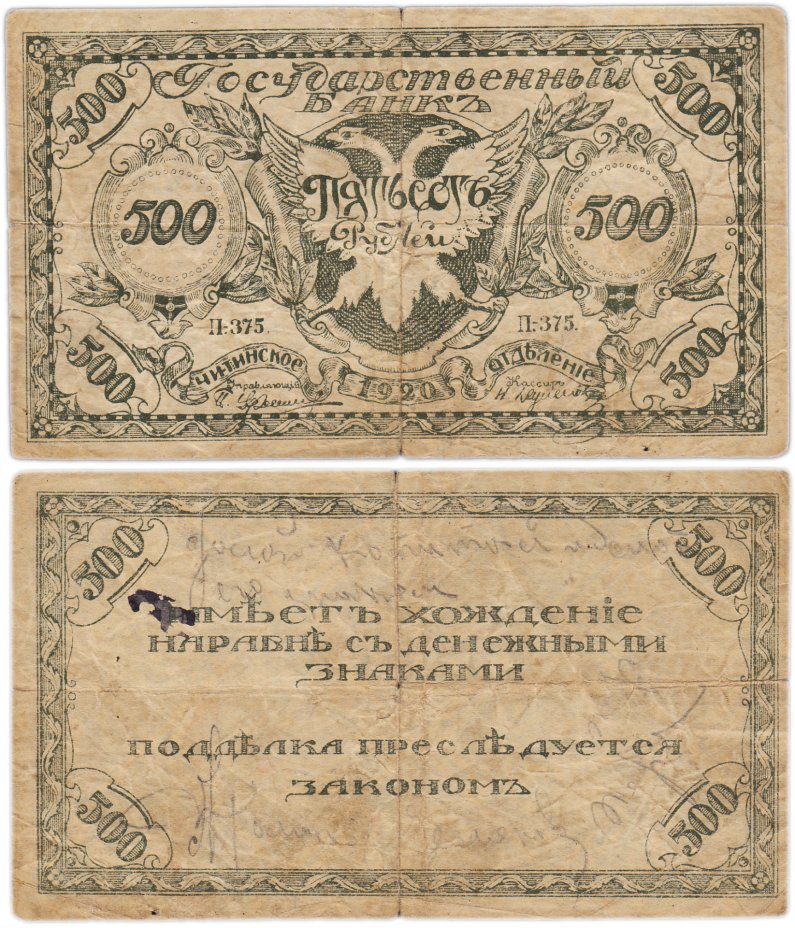 500 500
Государственный
Банкъ
500 Пятьсотъ 500
Рублей
П.-375. П.-375.
500 ЧИТИНСКОЕ 1920 ОТДѢЛЕНІЕ 500
Управляющій Кассиръ
500 500
ИМѢЕТЪ ХОЖДЕНІЕ
НАРАВНѢ СЪ ДЕНЕЖНЫМИ
ЗНАКАМИ
ПОДДѢЛКА ПРЕСЛѢДУЕТСЯ
ЗАКОНОМЪ
500 500